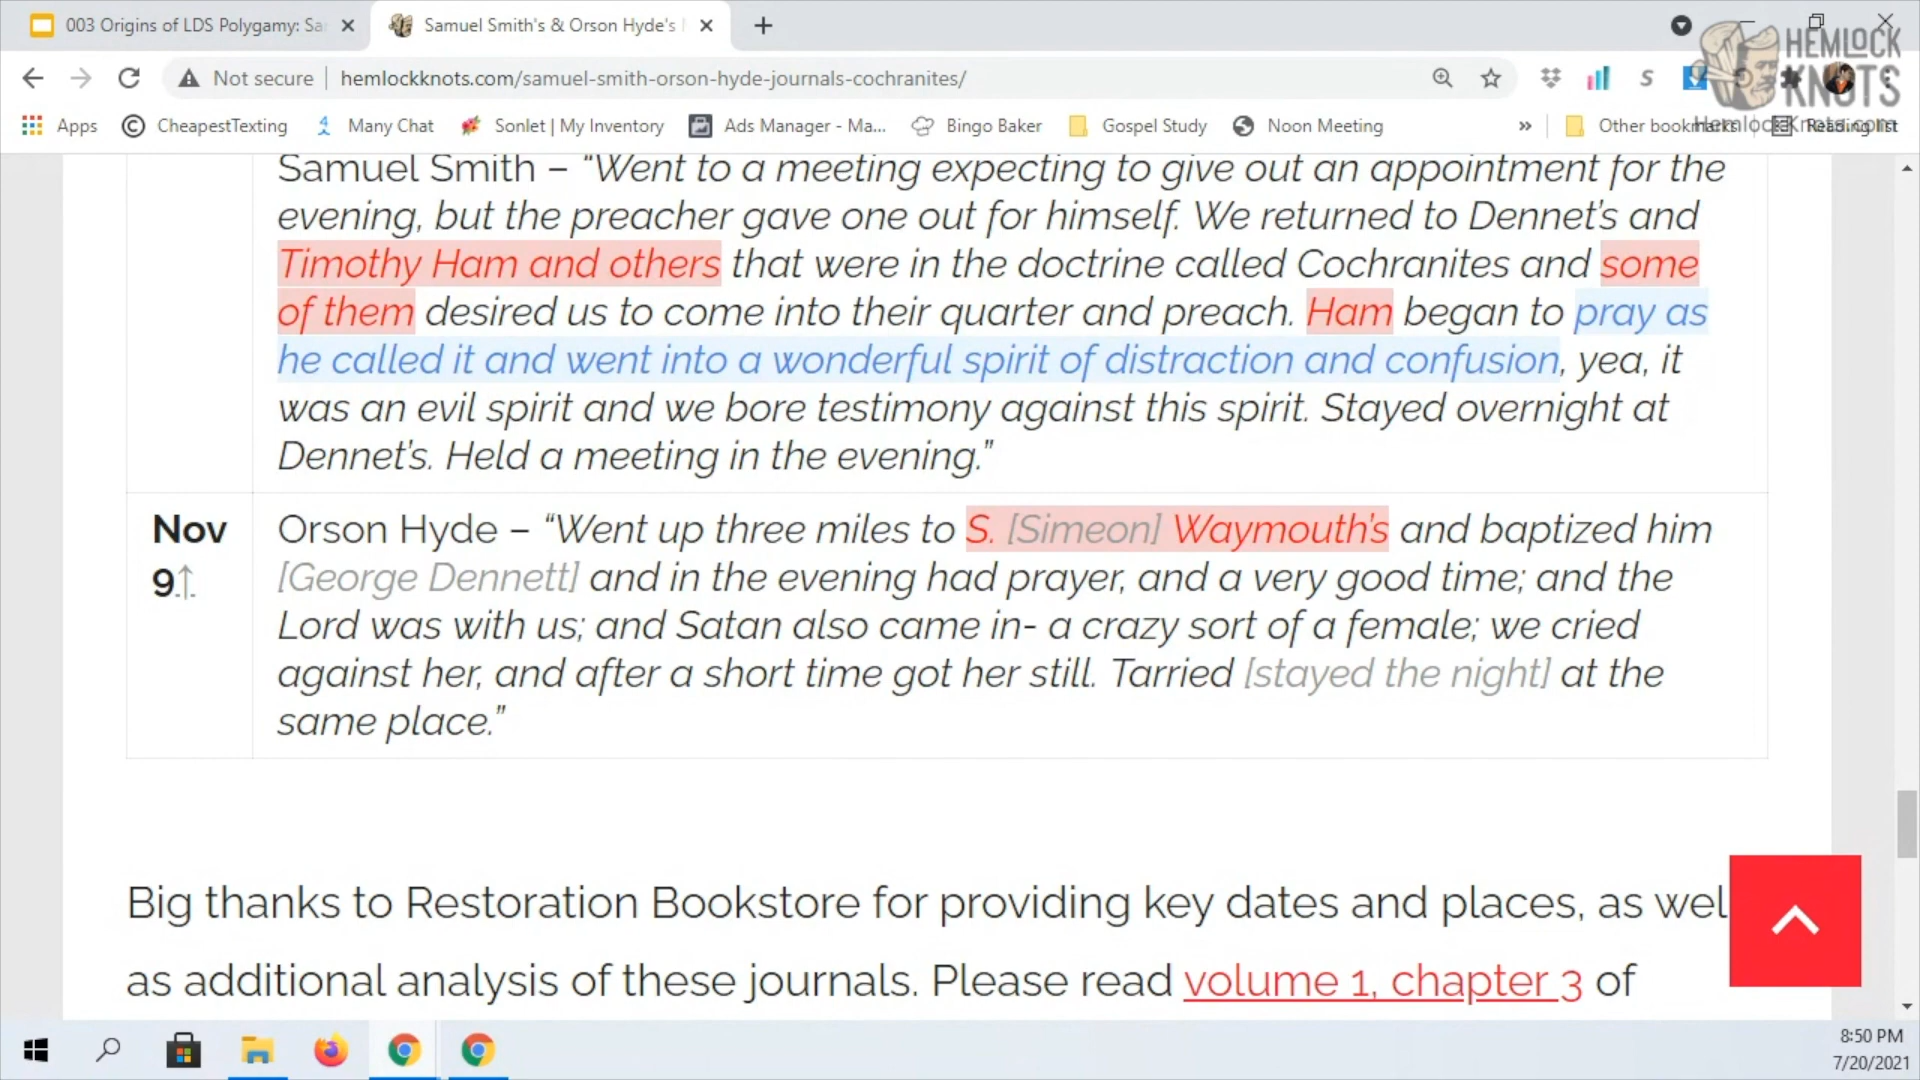 003 Origins of LDS Polygamy: Sa
Samuel Smith's & Orson Hyde's
HEMLOCK
KNOTS
Not secure
hemlockknots.com/samuel-smith-orson-hyde-journals-cochranites/
Apps
CheapestTexting
Many Chat
Sonlet | My Inventory
Ads Manager - Ma...
Bingo Baker
Gospel Study
Noon Meeting
»
Other bookmarks
Reading list
HemlockKnots.com
Samuel Smith – “Went to a meeting expecting to give out an appointment for the
evening, but the preacher gave one out for himself. We returned to Dennet’s and
Timothy Ham and others that were in the doctrine called Cochranites and some
of them desired us to come into their quarter and preach. Ham began to pray as
he called it and went into a wonderful spirit of distraction and confusion, yea, it
was an evil spirit and we bore testimony against this spirit. Stayed overnight at
Dennet’s. Held a meeting in the evening.”
Nov
9↑
Orson Hyde – “Went up three miles to S. [Simeon] Waymouth’s and baptized him
[George Dennett] and in the evening had prayer, and a very good time; and the
Lord was with us; and Satan also came in- a crazy sort of a female; we cried
against her, and after a short time got her still. Tarried [stayed the night] at the
same place.”
Big thanks to Restoration Bookstore for providing key dates and places, as wel
as additional analysis of these journals. Please read volume 1, chapter 3 of
8:50 PM
7/20/2021